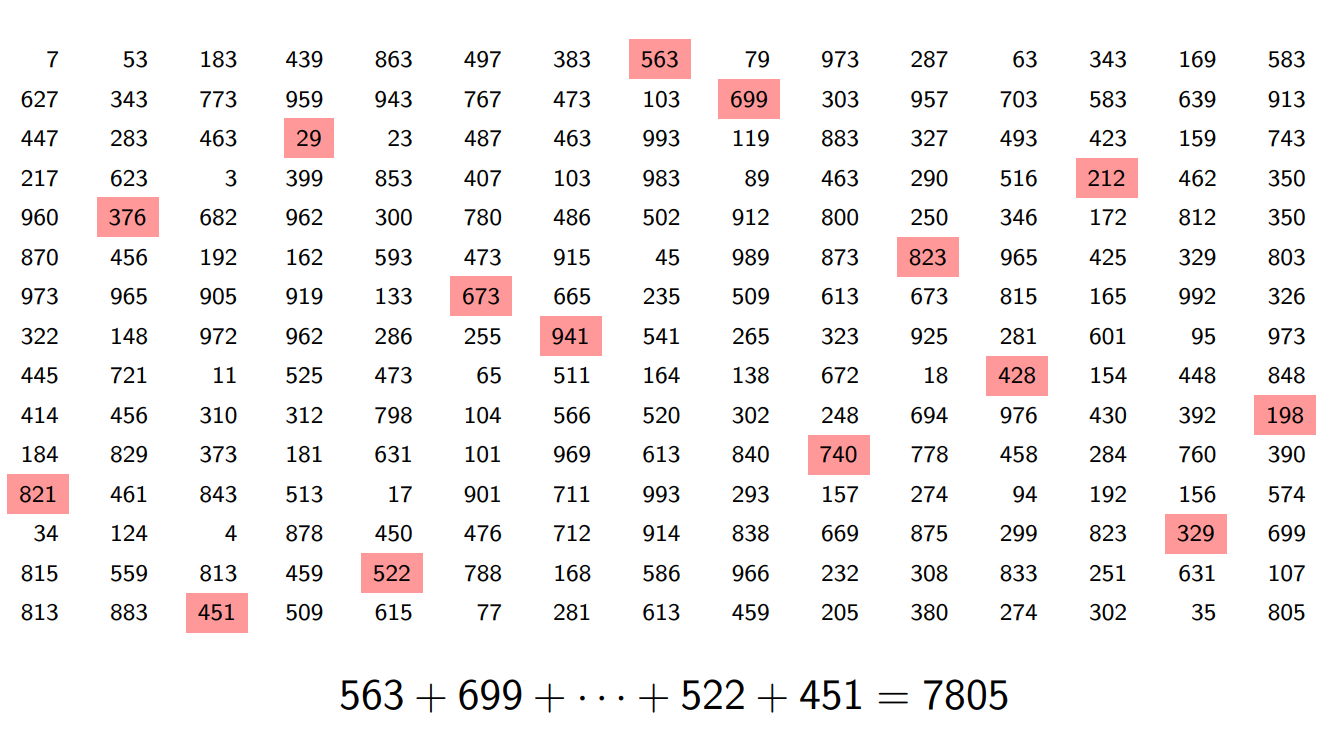 7 53 183 439 863 497 383 563 79 973 287 63 343 169 583
627 343 773 959 943 767 473 103 699 303 957 703 583 639 913
447 283 463 29 23 487 463 993 119 883 327 493 423 159 743
217 623 3 399 853 407 103 983 89 463 290 516 212 462 350
960 376 682 962 300 780 486 502 912 800 250 346 172 812 350
870 456 192 162 593 473 915 45 989 873 823 965 425 329 803
973 965 905 919 133 673 665 235 509 613 673 815 165 992 326
322 148 972 962 286 255 941 541 265 323 925 281 601 95 973
445 721 11 525 473 65 511 164 138 672 18 428 154 448 848
414 456 310 312 798 104 566 520 302 248 694 976 430 392 198
184 829 373 181 631 101 969 613 840 740 778 458 284 760 390
821 461 843 513 17 901 711 993 293 157 274 94 192 156 574
34 124 4 878 450 476 712 914 838 669 875 299 823 329 699
815 559 813 459 522 788 168 586 966 232 308 833 251 631 107
813 883 451 509 615 77 281 613 459 205 380 274 302 35 805
563 + 699 + ⋯ + 522 + 451 = 7805